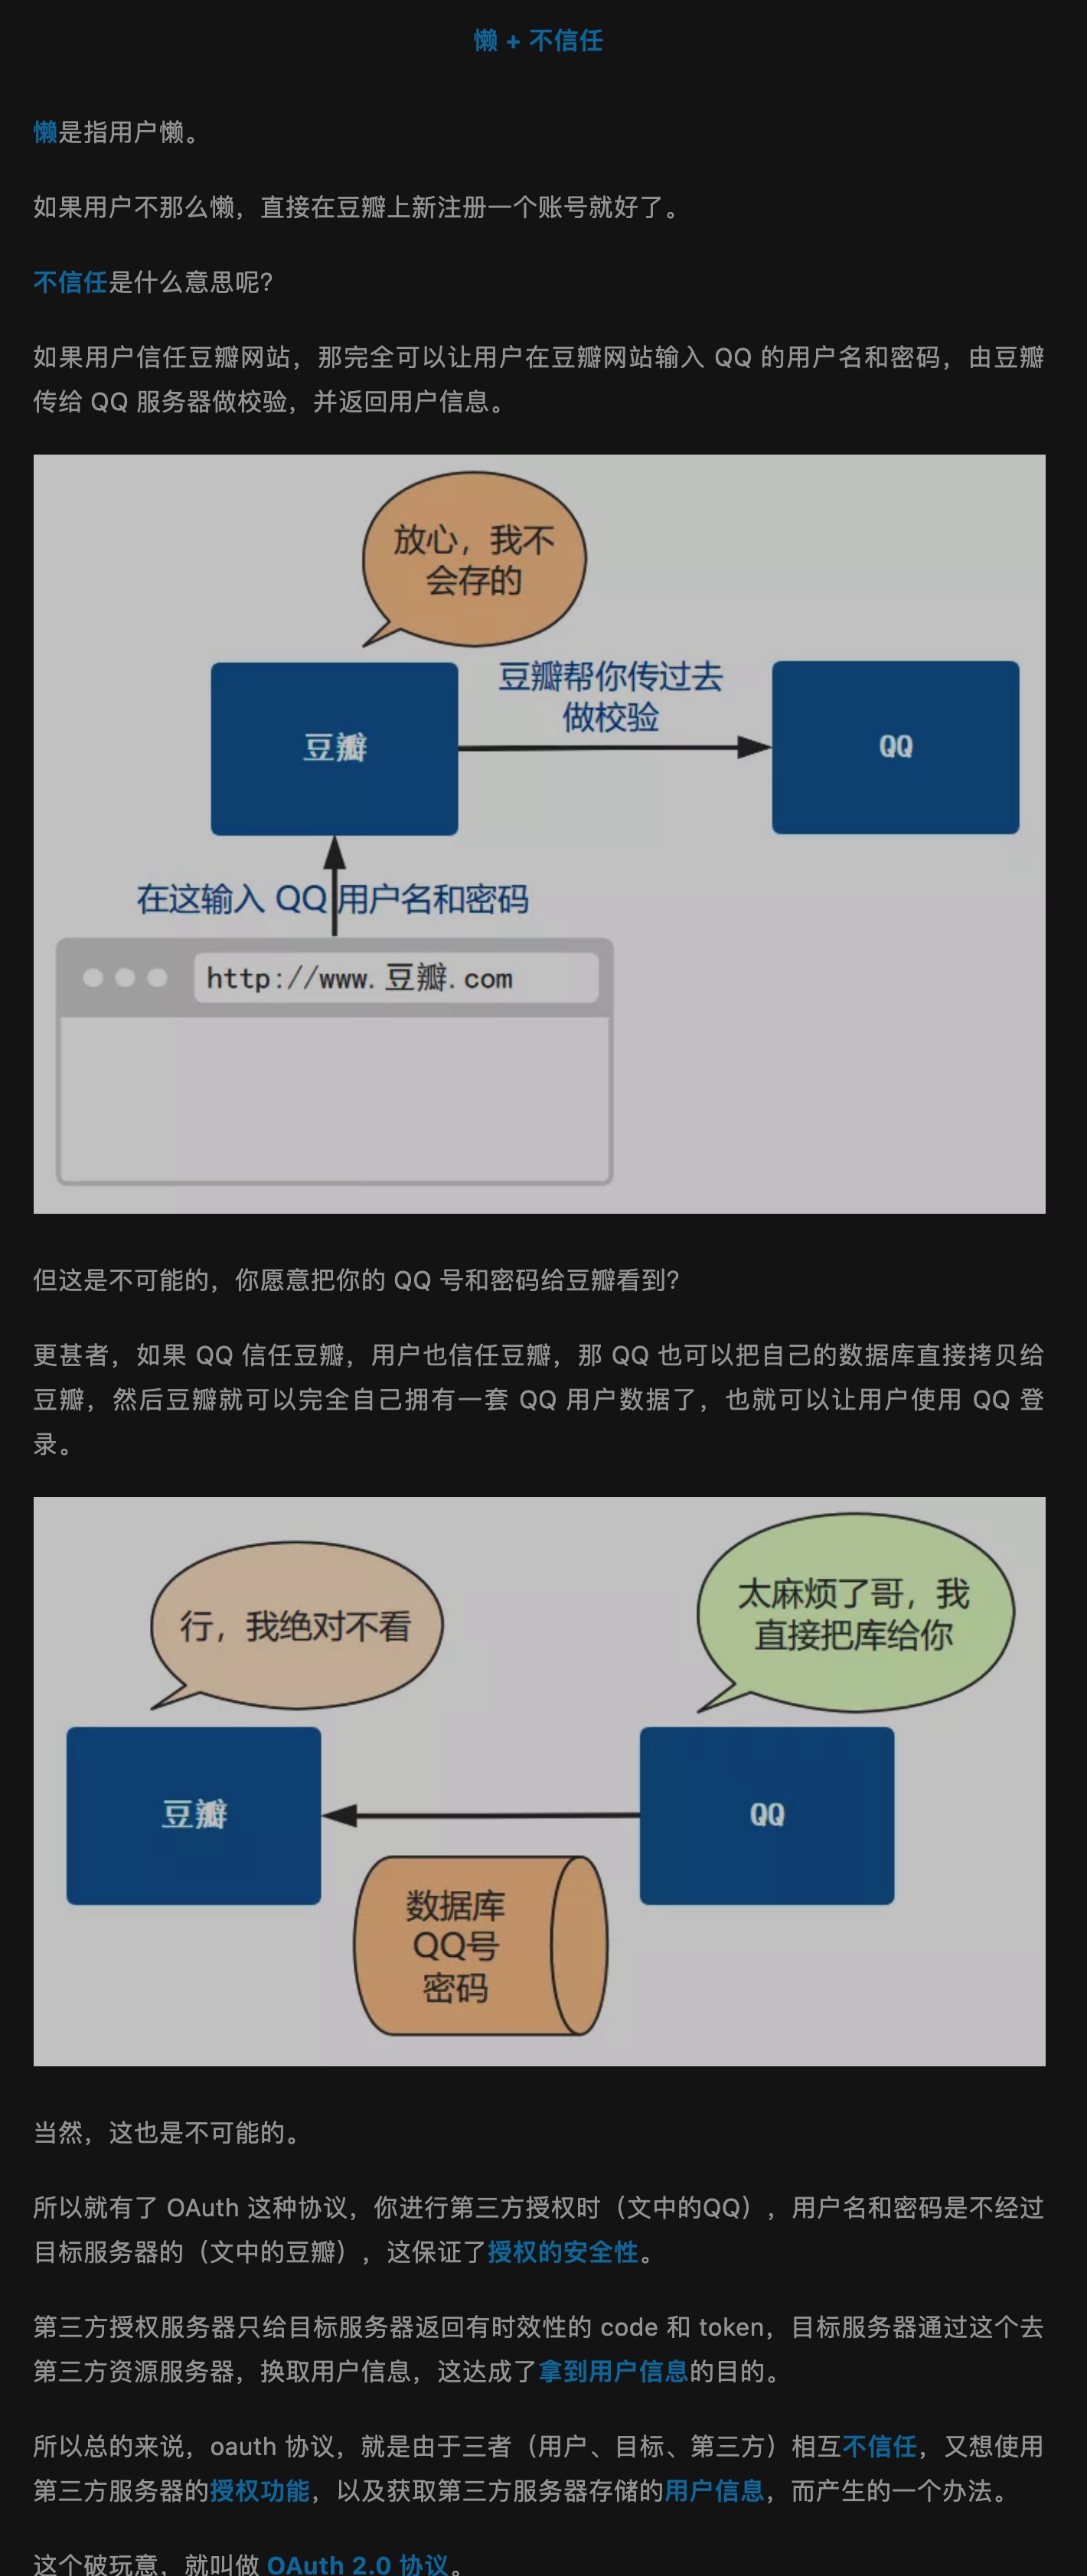 懒 + 不信任
懒是指用户懒。
如果用户不那么懒，直接在豆瓣上新注册一个账号就好了。
不信任是什么意思呢?
如果用户信任豆瓣网站，那完全可以让用户在豆瓣网站输入 QQ 的用户名和密码，由豆瓣
传给 QQ 服务器做校验，并返回用户信息。
放心，我不
会存的
豆瓣帮你传过去
做校验
豆瓣
QQ
在这输入 QQ 用户名和密码
http://www.豆瓣.com
但这是不可能的，你愿意把你的 QQ 号和密码给豆瓣看到?
更甚者，如果 QQ 信任豆瓣，用户也信任豆瓣，那 QQ 也可以把自己的数据库直接拷贝给
豆瓣，然后豆瓣就可以完全自己拥有一套 QQ 用户数据了，也就可以让用户使用 QQ 登
录。
行，我绝对不看
太麻烦了哥，我
直接把库给你
豆瓣
QQ
数据库
QQ号
密码
当然，这也是不可能的。
所以就有了 OAuth 这种协议，你进行第三方授权时（文中的QQ），用户名和密码是不经过
目标服务器的（文中的豆瓣），这保证了授权的安全性。
第三方授权服务器只给目标服务器返回有时效性的 code 和 token，目标服务器通过这个去
第三方资源服务器，换取用户信息，这达成了拿到用户信息的目的。
所以总的来说，oauth 协议，就是由于三者（用户、目标、第三方）相互不信任，又想使用
第三方服务器的授权功能，以及获取第三方服务器存储的用户信息，而产生的一个办法。
这个破玩意，就叫做 OAuth 2.0 协议。